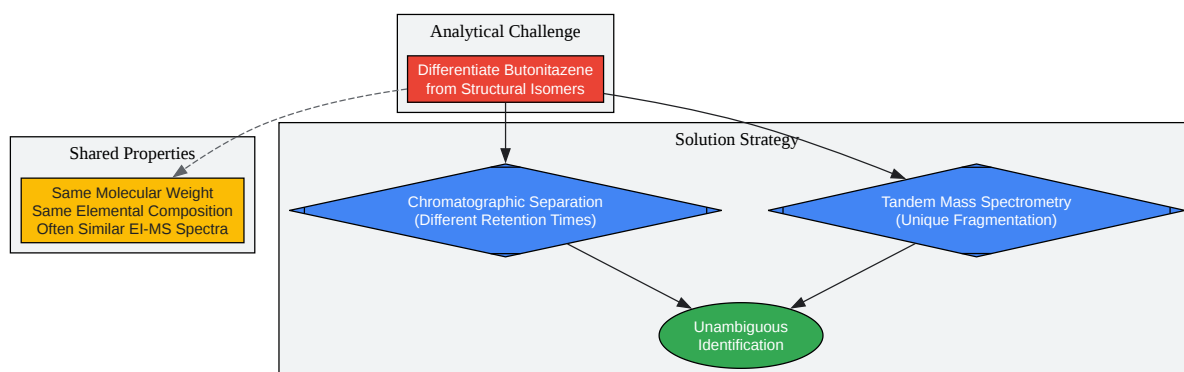 Analytical Challenge
Differentiate Butonitazene
from Structural Isomers
Shared Properties
Same Molecular Weight
Same Elemental Composition
Often Similar EI-MS Spectra
Solution Strategy
Chromatographic Separation
(Different Retention Times)
Tandem Mass Spectrometry
(Unique Fragmentation)
Unambiguous
Identification